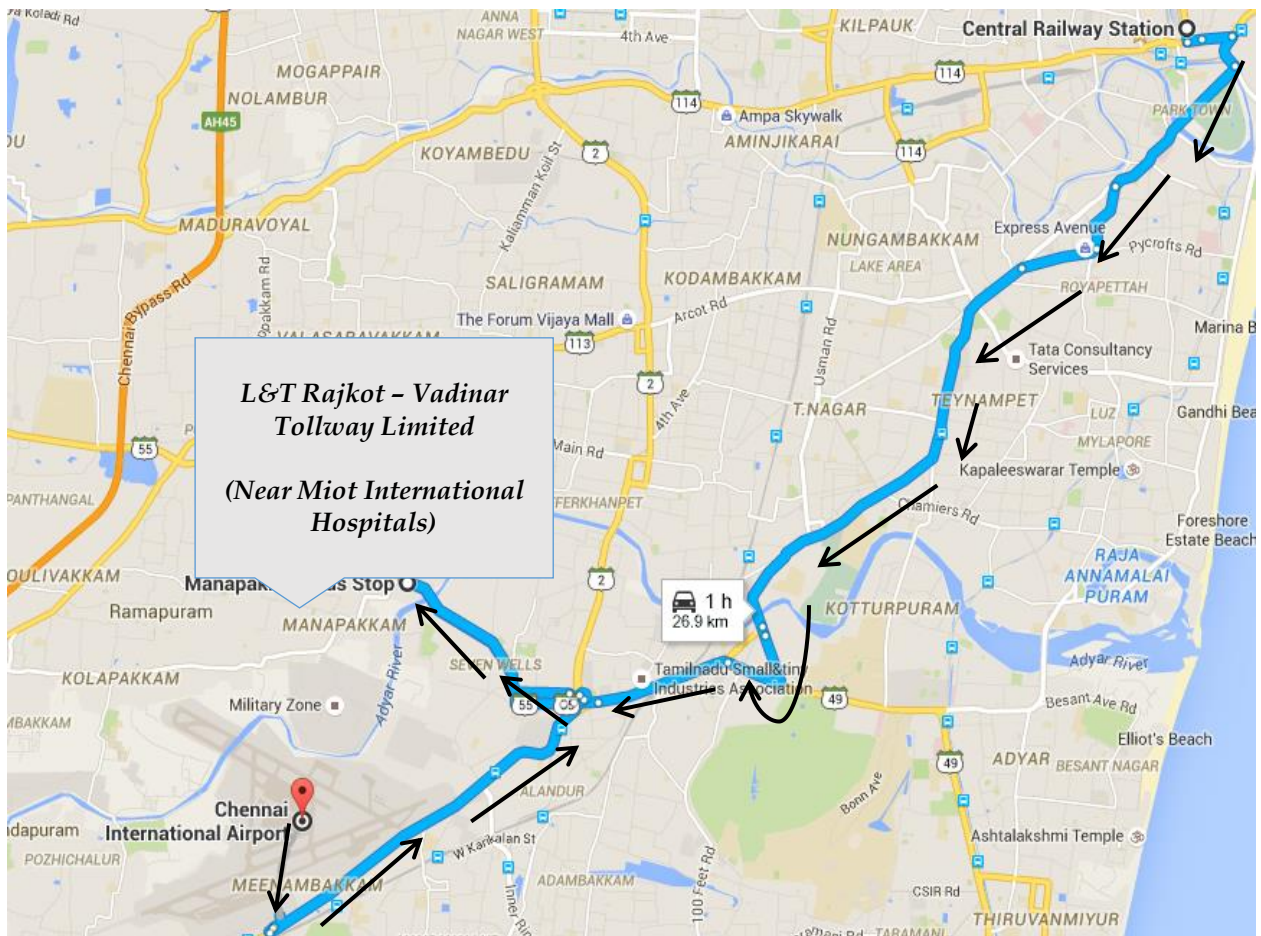 ya Koladi Rd
ANNA
NAGAR WEST
4th Ave
KILPAUK
Central Railway Station
MOGAPPAIR
NOLAMBUR
114
PARK TOWN
AH45
114
Ampa Skywalk
AMINJIKARAI
OU
KOYAMBEDU
2
114
Kaliamman Koil St
MADURAVOYAL
NUNGAMBAKKAM
LAKE AREA
Express Avenue
Pycrofts Rd
ROYAPETTAH
SALIGRAMAM
KODAMBAKKAM
Chennai Bypass Rd
The Forum Vijaya Mall
Arcot Rd
Marina B
VALASARAVAKKAM
113
Usman Rd
Tata Consultancy
Services
2
4th Ave
T.NAGAR
TEYNAMPET
LUZ
Gandhi Bea
L&T Rajkot – Vadinar
Tollway Limited
(Near Miot International
Hospitals)
55
Main Rd
MYLAPORE
Kapaleeswarar Temple
PANTHANGAL
FERKHANPET
Chamiers Rd
Foreshore
Estate Beach
OULIVAKKAM
RAJA
ANNAMALAI
PURAM
2
Ramapuram
MANAPAKKAM
1 h
26.9 km
KOTTURPURAM
SEVEN WELLS
Adyar River
KOLAPAKKAM
Tamilnadu Small&tiny
Industries Association
Adyar River
Military Zone
55
49
Besant Ave Rd
MBAKKAM
Elliot's Beach
49
ADYAR
BESANT NAGAR
ALANDUR
Bonn Ave
Chennai
International Airport
ndapuram
W Karikalan St
Ashtalakshmi Temple
POZHICHALUR
MEENAMBAKKAM
ADAMBAKKAM
100 Feet Rd
CSIR Rd
THIRUVANMIYUR
TARAMANI